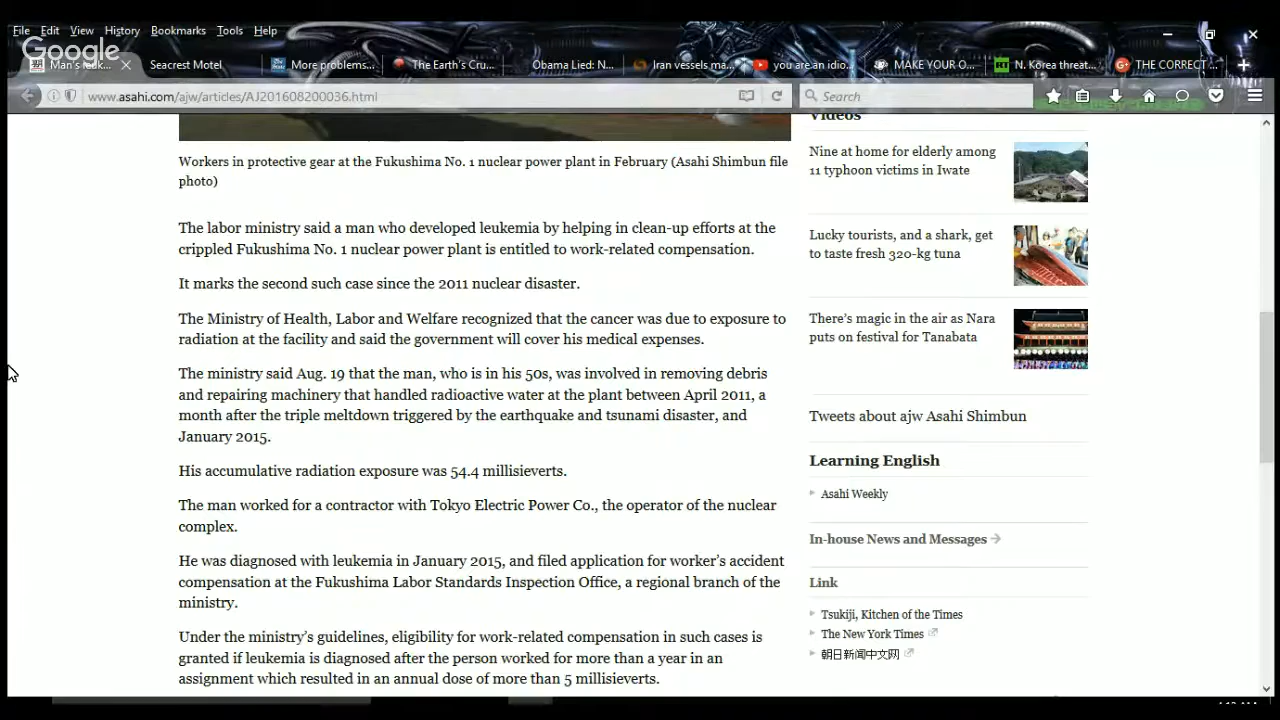 File Edit View History Bookmarks Tools Help
Google
Man's leuk...
Seacrest Motel
More problems...
The Earth's Cru...
Obama Lied: N...
Iran vessels ma...
you are an idio...
MAKE YOUR O...
RT
N. Korea threat...
G+
THE CORRECT ...
www.asahi.com/ajw/articles/AJ201608200036.html
Search
Workers in protective gear at the Fukushima No. 1 nuclear power plant in February (Asahi Shimbun file
photo)
The labor ministry said a man who developed leukemia by helping in clean-up efforts at the
crippled Fukushima No. 1 nuclear power plant is entitled to work-related compensation.
It marks the second such case since the 2011 nuclear disaster.
The Ministry of Health, Labor and Welfare recognized that the cancer was due to exposure to
radiation at the facility and said the government will cover his medical expenses.
The ministry said Aug. 19 that the man, who is in his 50s, was involved in removing debris
and repairing machinery that handled radioactive water at the plant between April 2011, a
month after the triple meltdown triggered by the earthquake and tsunami disaster, and
January 2015.
His accumulative radiation exposure was 54.4 millisieverts.
The man worked for a contractor with Tokyo Electric Power Co., the operator of the nuclear
complex.
He was diagnosed with leukemia in January 2015, and filed application for worker's accident
compensation at the Fukushima Labor Standards Inspection Office, a regional branch of the
ministry.
Under the ministry's guidelines, eligibility for work-related compensation in such cases is
granted if leukemia is diagnosed after the person worked for more than a year in an
assignment which resulted in an annual dose of more than 5 millisieverts.
Videos
Nine at home for elderly among
11 typhoon victims in Iwate
Lucky tourists, and a shark, get
to taste fresh 320-kg tuna
There's magic in the air as Nara
puts on festival for Tanabata
Tweets about ajw Asahi Shimbun
Learning English
Asahi Weekly
In-house News and Messages
Link
Tsukiji, Kitchen of the Times
The New York Times
朝日新闻中文网